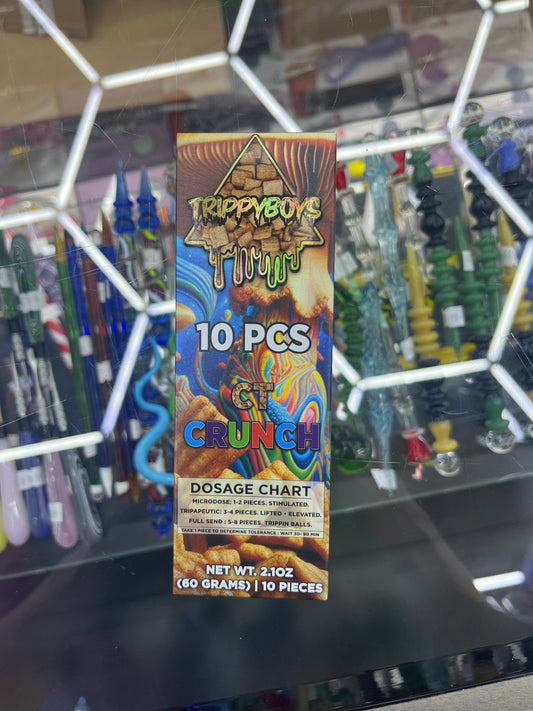 TRIPPYBOYS
10 PCS
CT
CRUNCH
DOSAGE CHART
MICRODOSE: 1-2 PIECES. STIMULATED.
TRIPAPEUTIC: 3-4 PIECES. LIFTED • ELEVATED.
FULL SEND | 5-8 PIECES. TRIPPIN BALLS.
TAKE 1 PIECE TO DETERMINE TOLERANCE : WAIT 30-90 MIN
NET WT. 2.1OZ
(60 GRAMS) | 10 PIECES